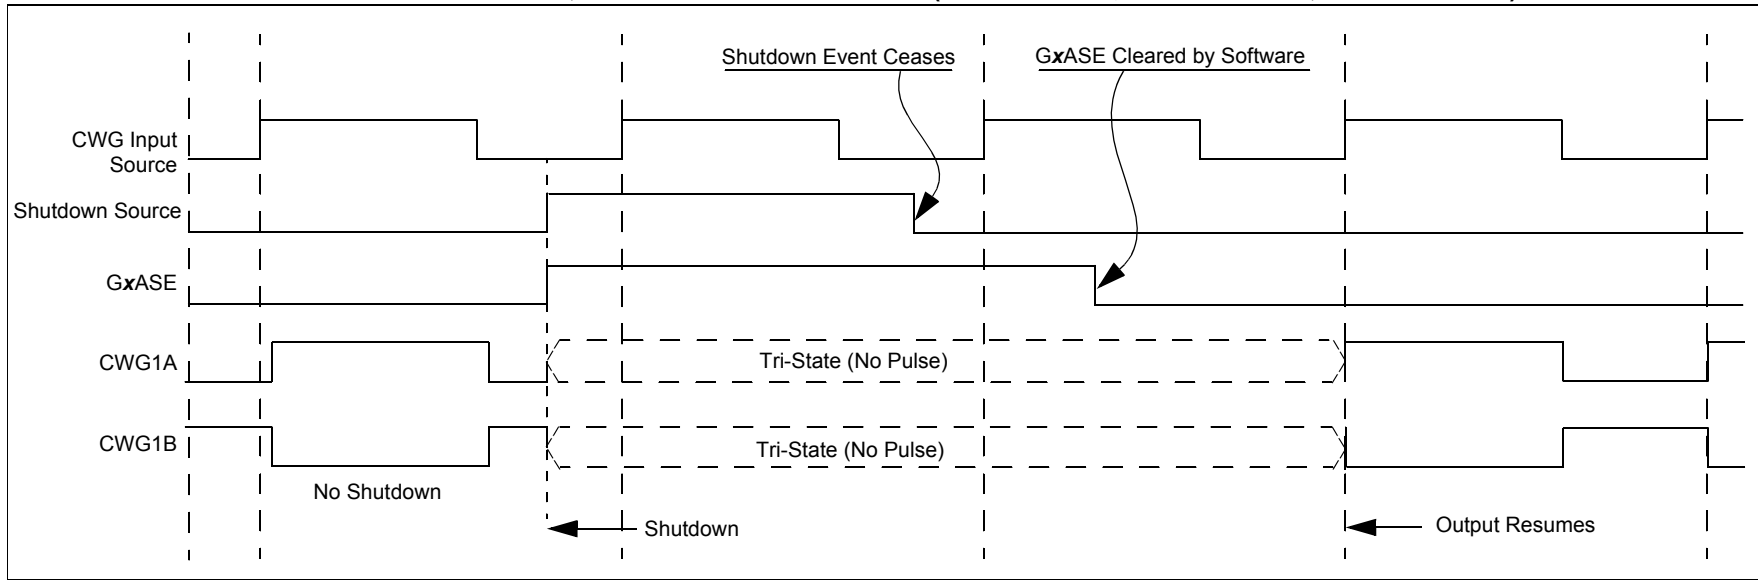 Shutdown Event Ceases
GxASE Cleared by Software
CWG Input
Source
Shutdown Source
GxASE
CWG1A
Tri-State (No Pulse)
CWG1B
Tri-State (No Pulse)
No Shutdown
Shutdown
Output Resumes